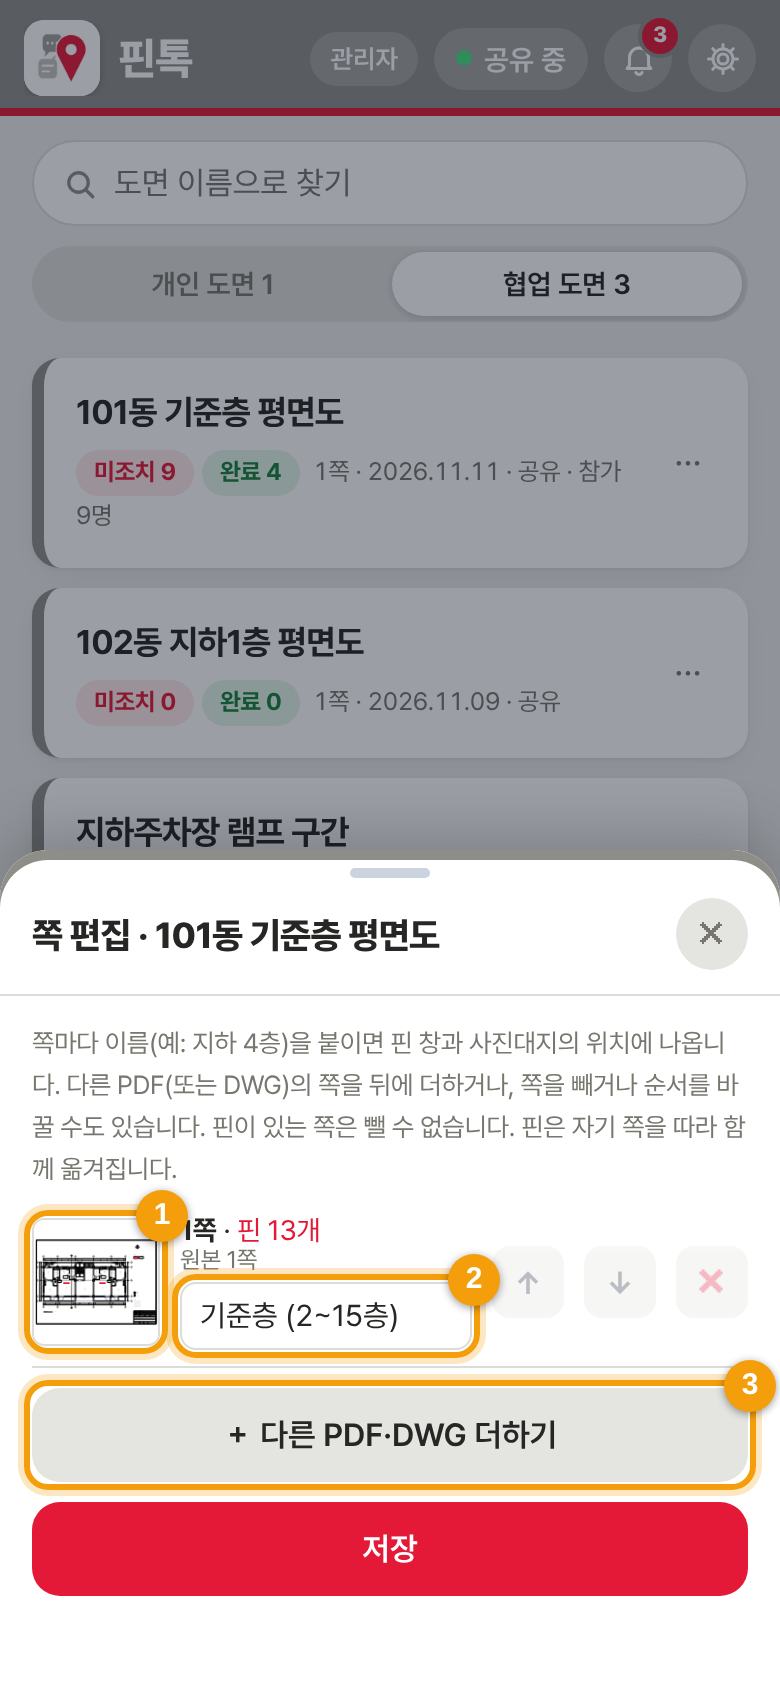 핀톡
관리자
공유 중
3
도면 이름으로 찾기
개인 도면 1
협업 도면 3
101동 기준층 평면도
미조치 9 완료 4 1쪽 · 2026.11.11 · 공유 · 참가
9명
102동 지하1층 평면도
미조치 0 완료 0 1쪽 · 2026.11.09 · 공유
지하주차장 램프 구간
쪽 편집 · 101동 기준층 평면도
쪽마다 이름(예: 지하 4층)을 붙이면 핀 창과 사진대지의 위치에 나옵니
다. 다른 PDF(또는 DWG)의 쪽을 뒤에 더하거나, 쪽을 빼거나 순서를 바
꿀 수도 있습니다. 핀이 있는 쪽은 뺄 수 없습니다. 핀은 자기 쪽을 따라 함
께 옮겨집니다.
1
1쪽 · 핀 13개
원본 1쪽
2
기준층 (2~15층)
3
+ 다른 PDF·DWG 더하기
저장